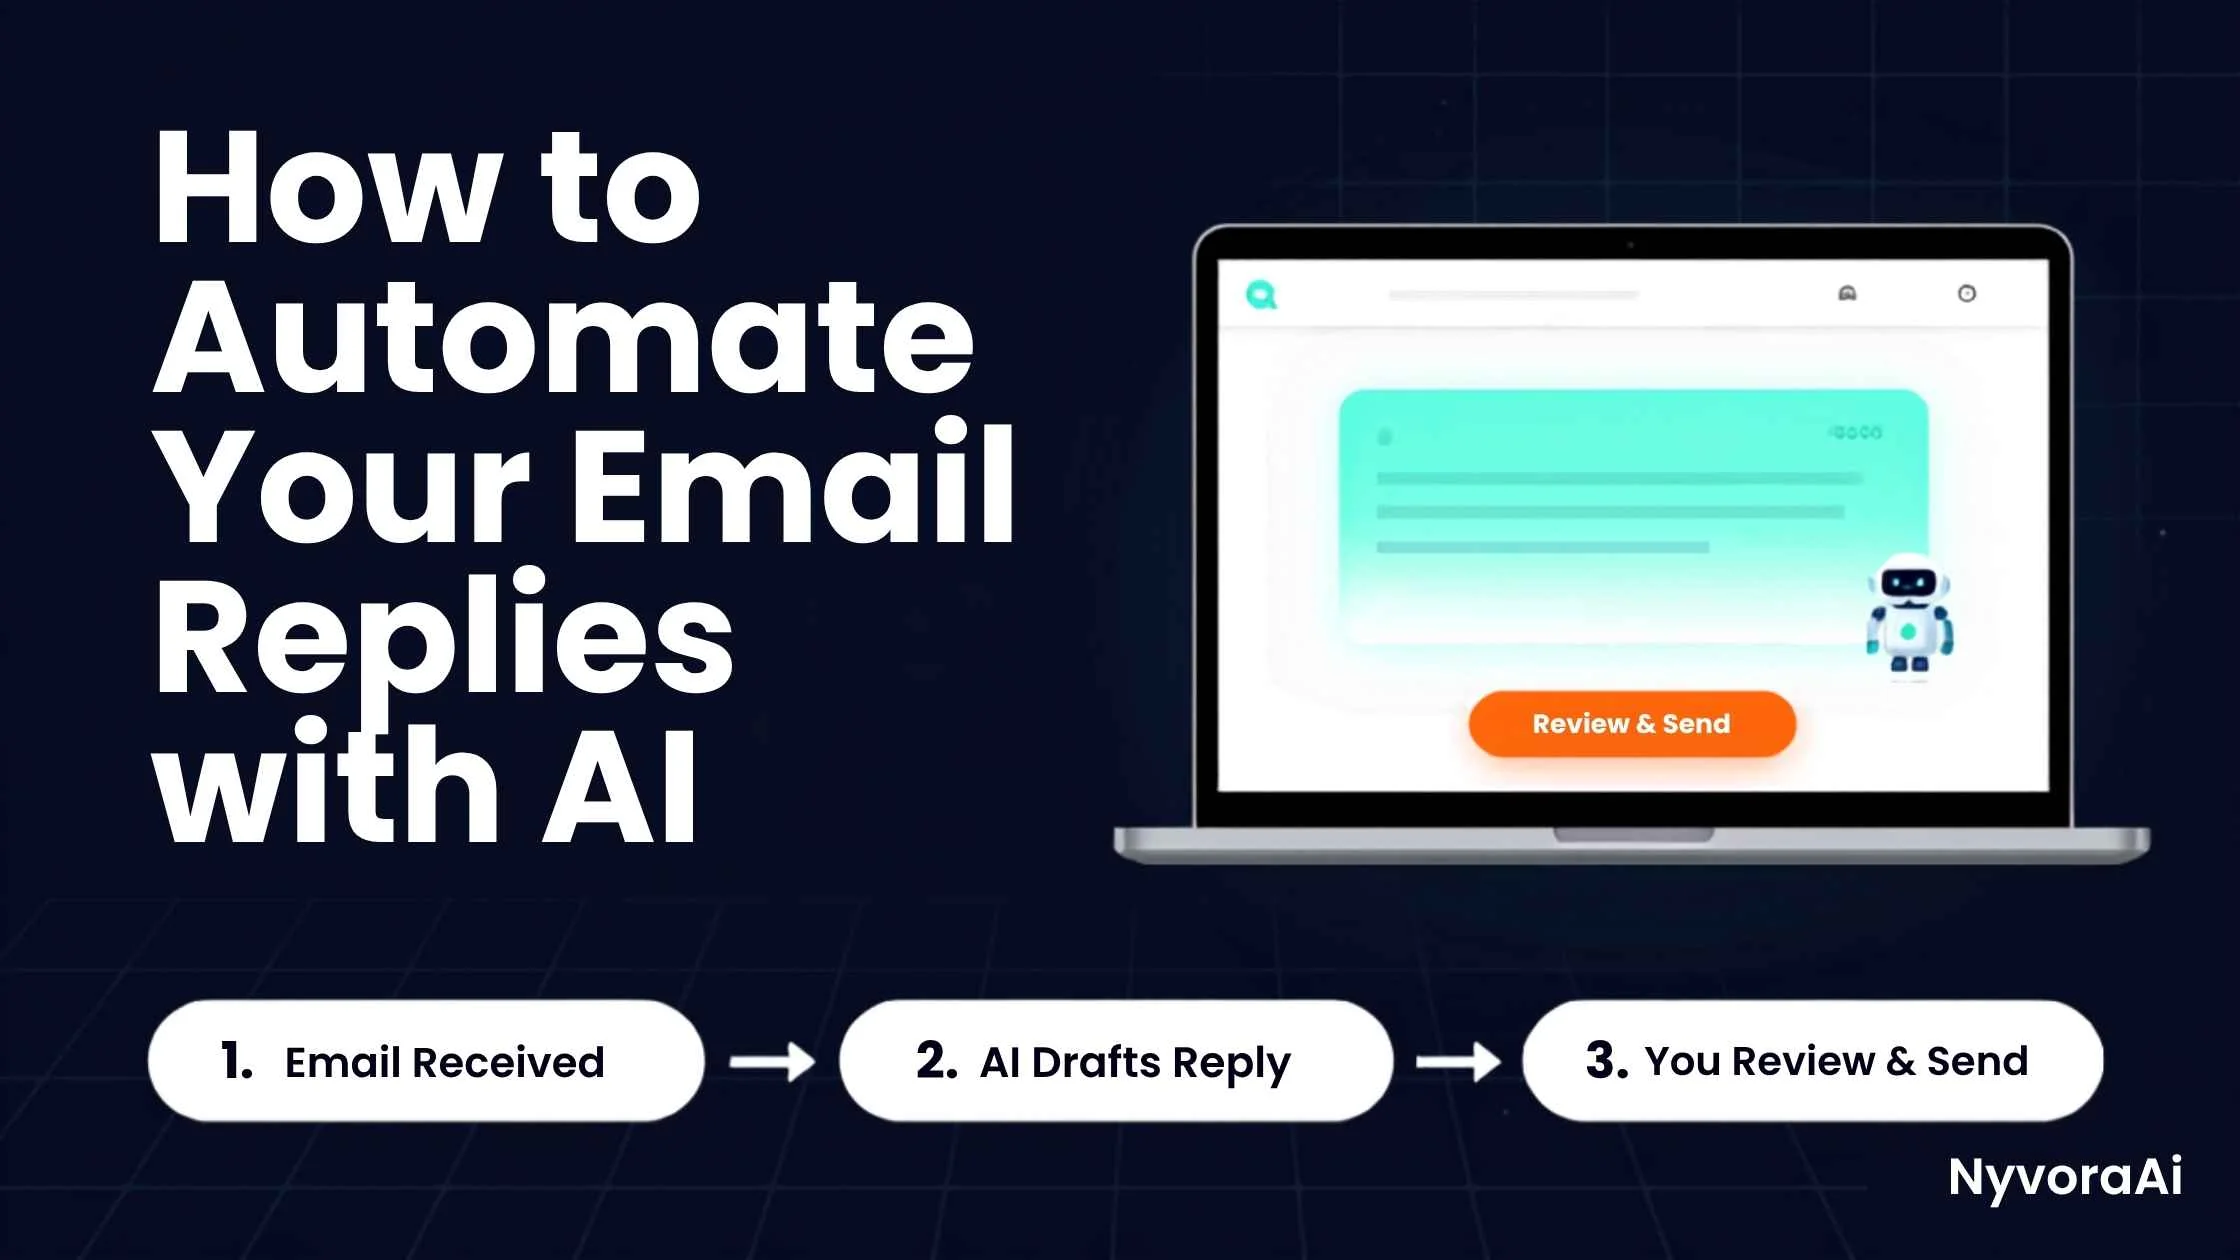 How to
Automate
Your Email
Replies
with AI
Review & Send
1. Email Received
2. AI Drafts Reply
3. You Review & Send
NyvoraAi